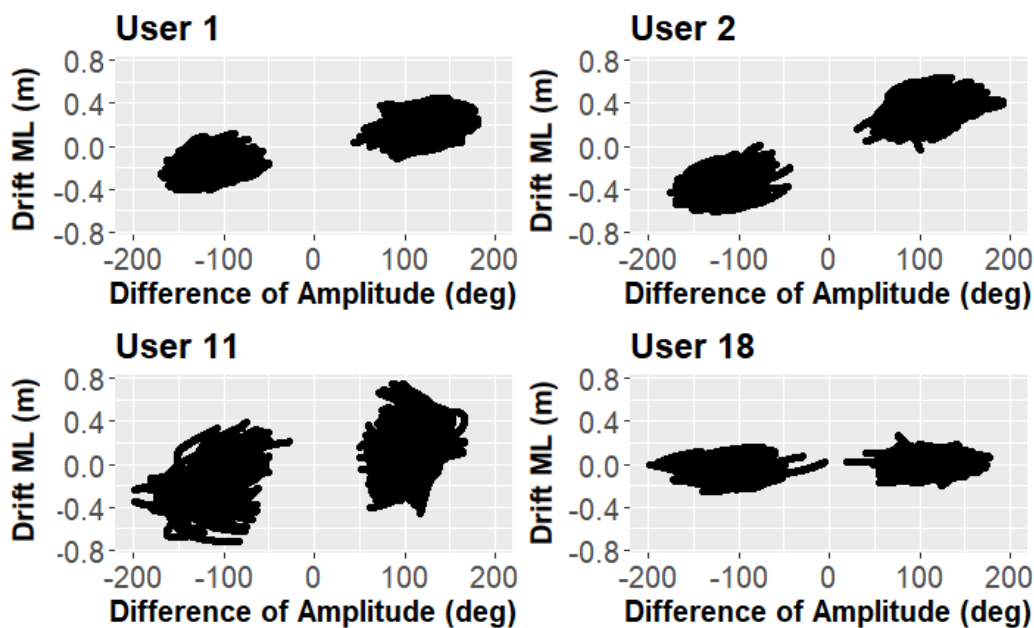 User 1
Drift ML (m)
0.8
0.4
0.0
-0.4
-0.8
-200 -100 0 100 200
Difference of Amplitude (deg)
User 2
Drift ML (m)
0.8
0.4
0.0
-0.4
-0.8
-200 -100 0 100 200
Difference of Amplitude (deg)
User 11
Drift ML (m)
0.8
0.4
0.0
-0.4
-0.8
-200 -100 0 100 200
Difference of Amplitude (deg)
User 18
Drift ML (m)
0.8
0.4
0.0
-0.4
-0.8
-200 -100 0 100 200
Difference of Amplitude (deg)